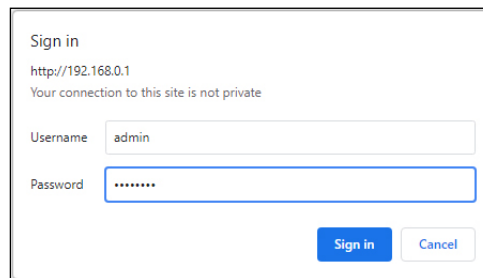 Sign in
http://192.168.0.1
Your connection to this site is not private
Username admin
Password ••••••••
Sign in Cancel